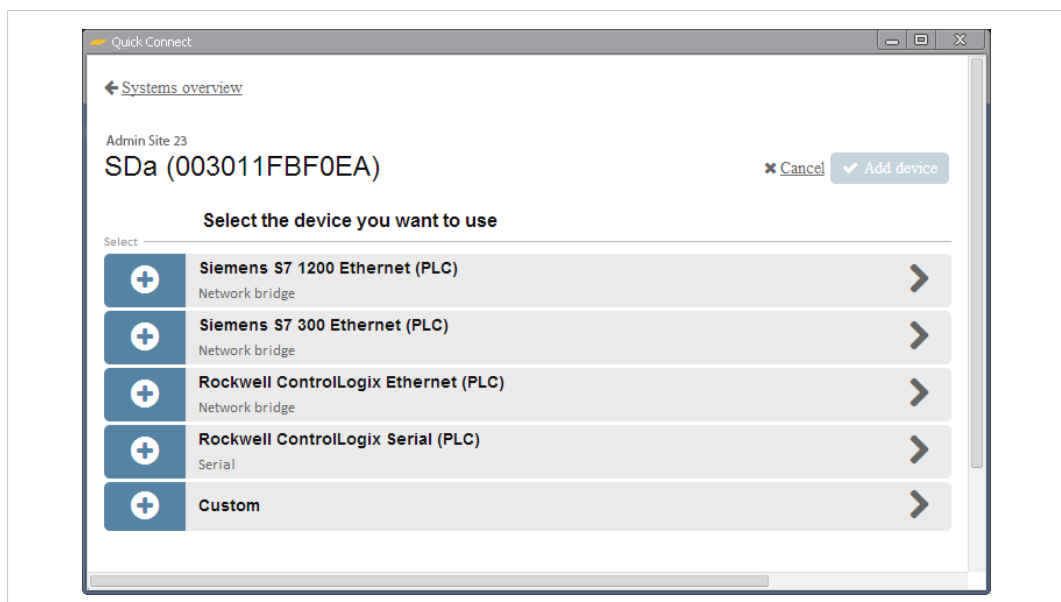 Quick Connect
Systems overview
Admin Site 23
SDa (003011FBF0EA)
Cancel
Add device
Select the device you want to use
Select
Siemens S7 1200 Ethernet (PLC)
Network bridge
Siemens S7 300 Ethernet (PLC)
Network bridge
Rockwell ControlLogix Ethernet (PLC)
Network bridge
Rockwell ControlLogix Serial (PLC)
Serial
Custom